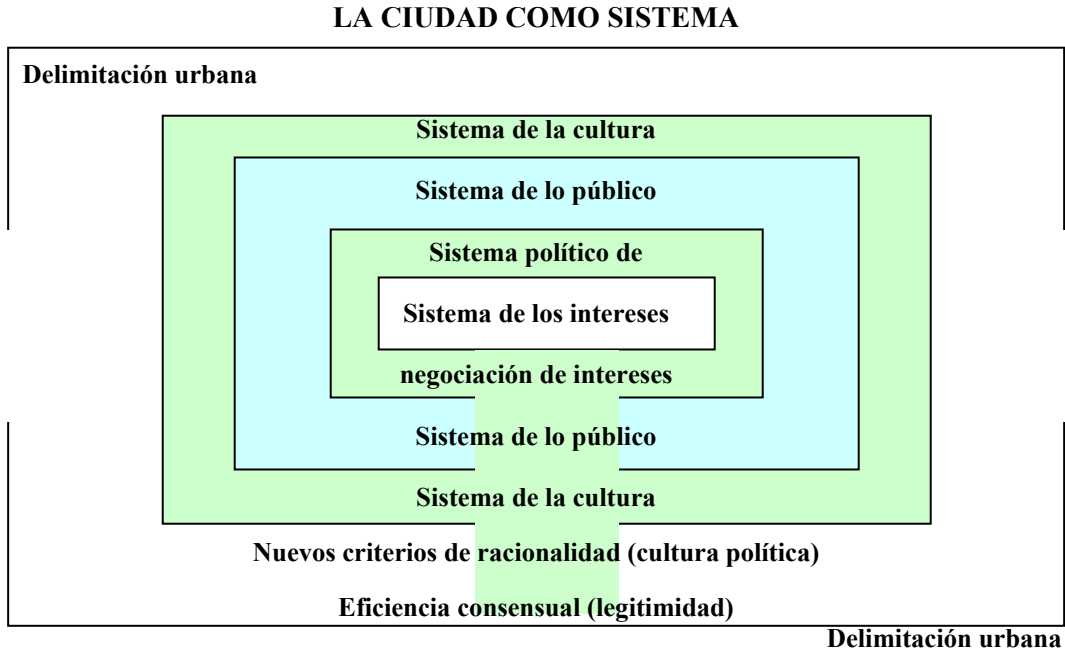 LA CIUDAD COMO SISTEMA
Delimitación urbana
Sistema de la cultura
Sistema de lo público
Sistema político de
Sistema de los intereses
negociación de intereses
Sistema de lo público
Sistema de la cultura
Nuevos criterios de racionalidad (cultura política)
Eficiencia consensual (legitimidad)
Delimitación urbana